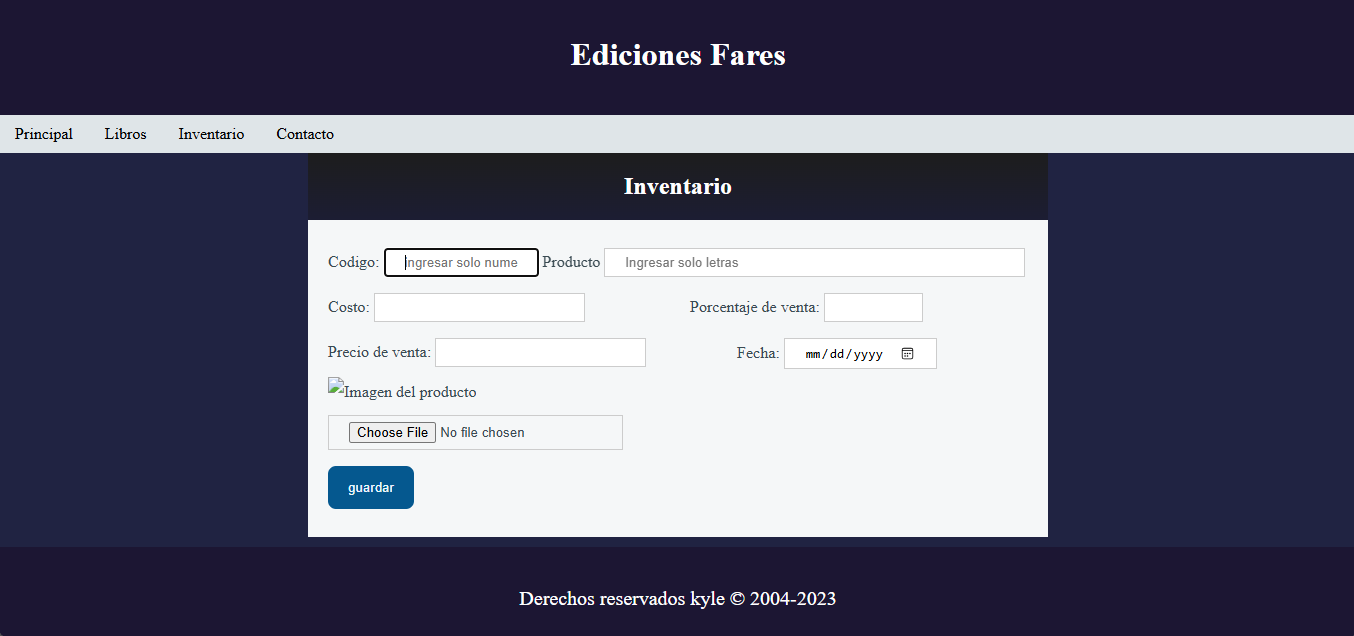 Ediciones Fares
Principal Libros Inventario Contacto
Inventario
Codigo: Ingresar solo nume Producto Ingresar solo letras
Costo: Porcentaje de venta:
Precio de venta: Fecha: mm/dd/yyyy
Imagen del producto
Choose File No file chosen
guardar
Derechos reservados kyle © 2004-2023